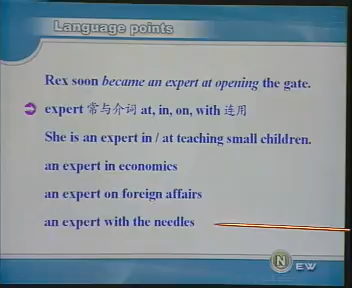 Language points
Rex soon became an expert at opening the gate.
expert 常与介词 at, in, on, with 连用
She is an expert in / at teaching small children.
an expert in economics
an expert on foreign affairs
an expert with the needles
N EW